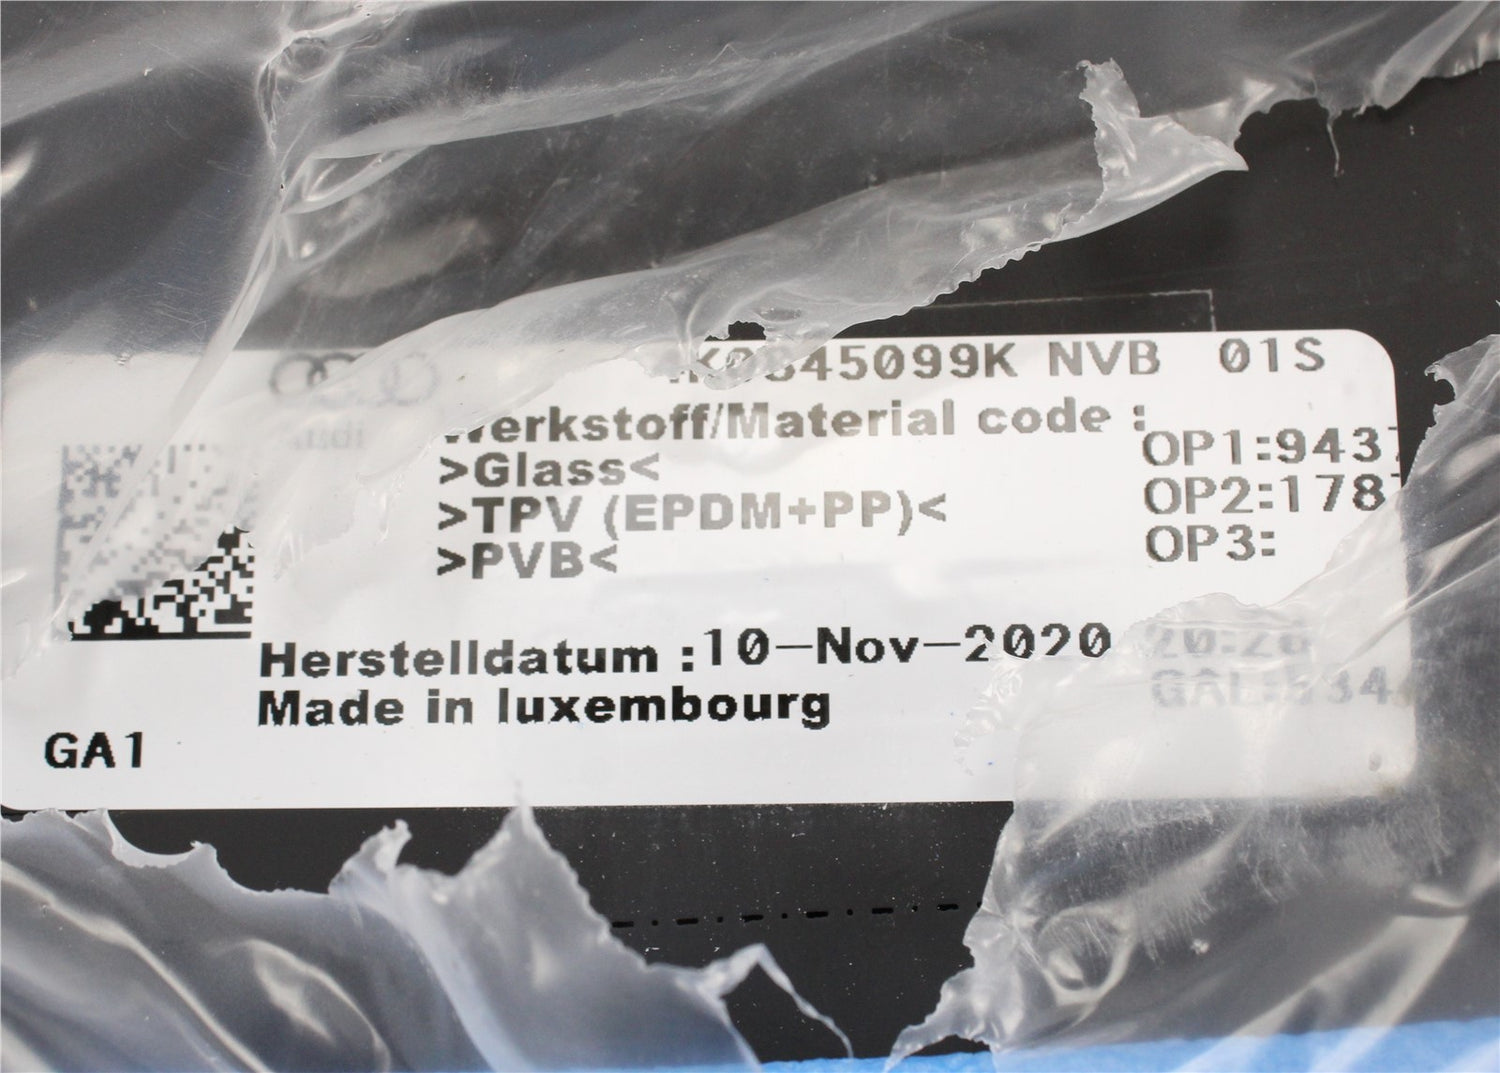 NVB 01S
Werkstoff/Material code :
>Glass<
>TPV (EPDM+PP)<
>PVB<
OP1:943
OP2:178
OP3:
Herstelldatum :10-Nov-2020
Made in luxembourg
GA1